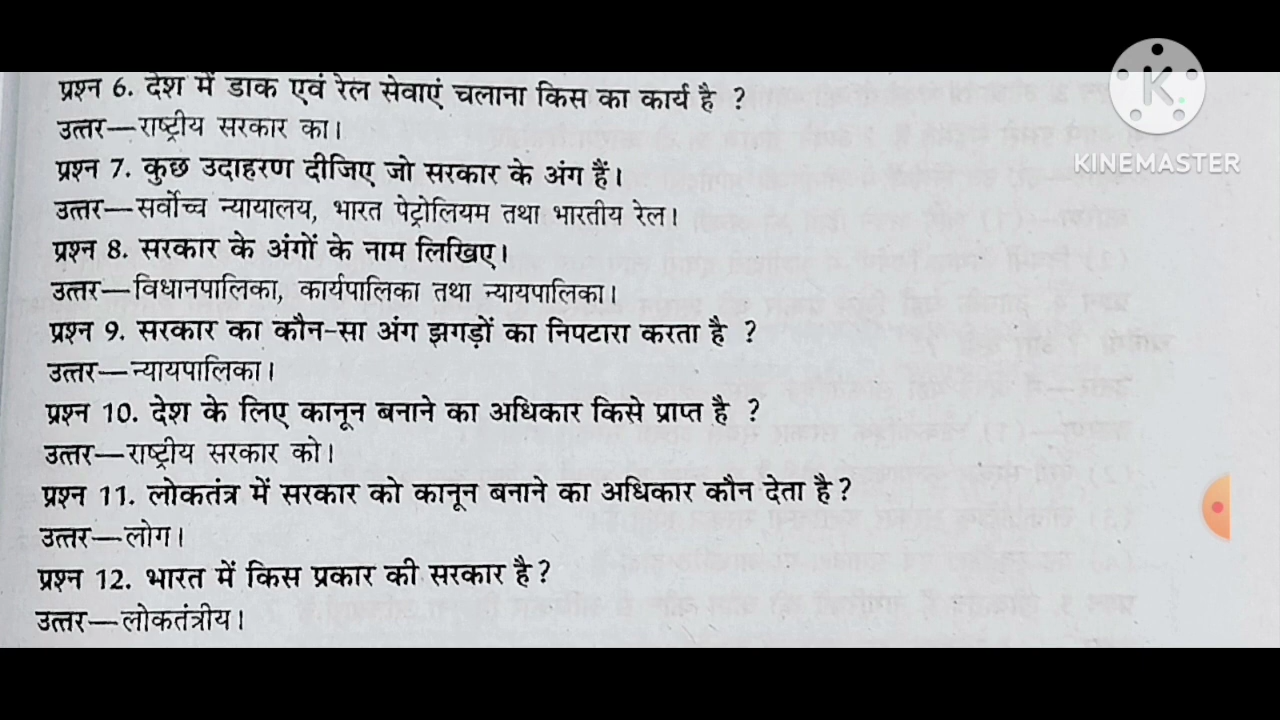 प्रश्न 6. देश में डाक एवं रेल सेवाएं चलाना किस का कार्य है ?
उत्तर—राष्ट्रीय सरकार का।
प्रश्न 7. कुछ उदाहरण दीजिए जो सरकार के अंग हैं।
उत्तर—सर्वोच्च न्यायालय, भारत पेट्रोलियम तथा भारतीय रेल।
प्रश्न 8. सरकार के अंगों के नाम लिखिए।
उत्तर—विधानपालिका, कार्यपालिका तथा न्यायपालिका।
प्रश्न 9. सरकार का कौन-सा अंग झगड़ों का निपटारा करता है ?
उत्तर—न्यायपालिका।
प्रश्न 10. देश के लिए कानून बनाने का अधिकार किसे प्राप्त है ?
उत्तर—राष्ट्रीय सरकार को।
प्रश्न 11. लोकतंत्र में सरकार को कानून बनाने का अधिकार कौन देता है ?
उत्तर—लोग।
प्रश्न 12. भारत में किस प्रकार की सरकार है ?
उत्तर—लोकतंत्रीय।
K
KINEMASTER